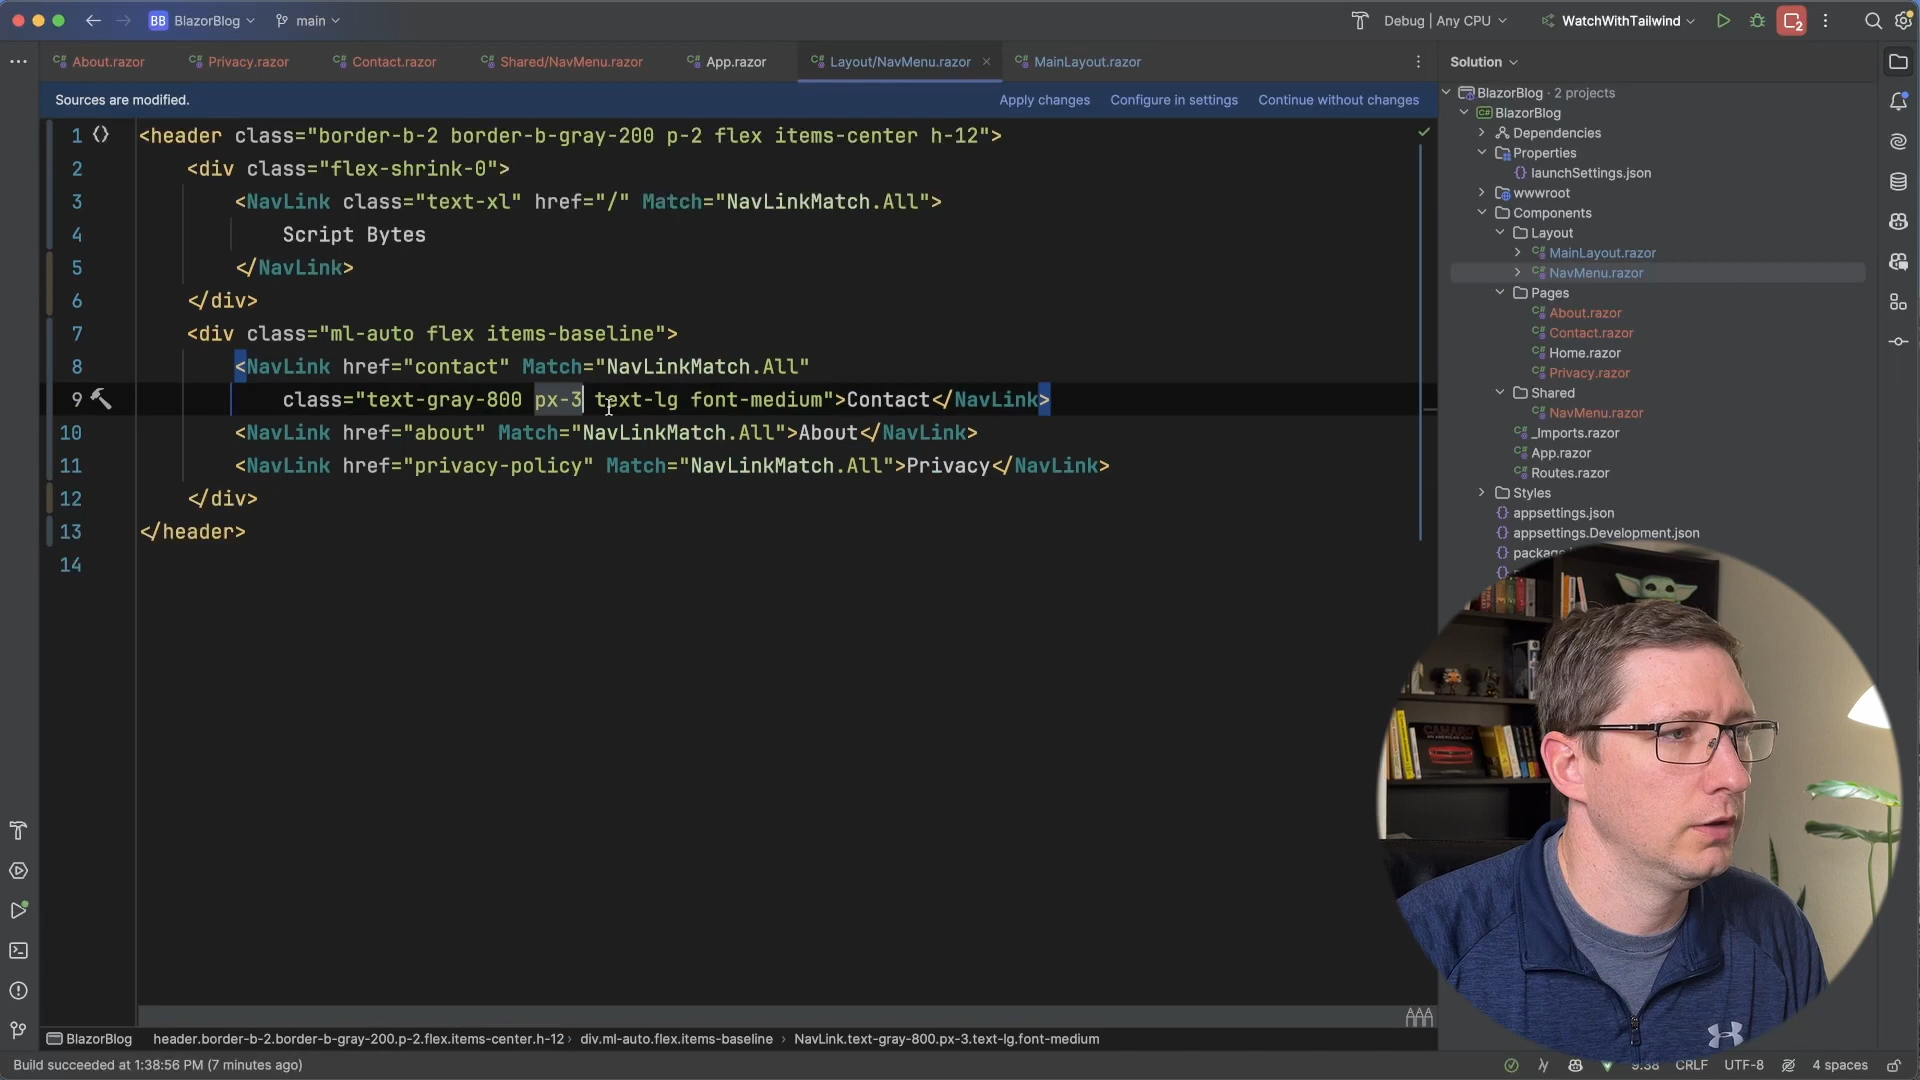 BB BlazorBlog main Debug | Any CPU WatchWithTailwind 2
About.razor Privacy.razor Contact.razor Shared/NavMenu.razor App.razor Layout/NavMenu.razor MainLayout.razor Solution
Sources are modified. Apply changes Configure in settings Continue without changes
1 <header class="border-b-2 border-b-gray-200 p-2 flex items-center h-12">
2 <div class="flex-shrink-0">
3 <NavLink class="text-xl" href="/" Match="NavLinkMatch.All">
4 Script Bytes
5 </NavLink>
6 </div>
7 <div class="ml-auto flex items-baseline">
8 <NavLink href="contact" Match="NavLinkMatch.All"
9 class="text-gray-800 px-3 text-lg font-medium">Contact</NavLink>
10 <NavLink href="about" Match="NavLinkMatch.All">About</NavLink>
11 <NavLink href="privacy-policy" Match="NavLinkMatch.All">Privacy</NavLink>
12 </div>
13 </header>
14
BlazorBlog · 2 projects
BlazorBlog
Dependencies
Properties
launchSettings.json
wwwroot
Components
Layout
MainLayout.razor
NavMenu.razor
Pages
About.razor
Contact.razor
Home.razor
Privacy.razor
Shared
NavMenu.razor
_Imports.razor
App.razor
Routes.razor
Styles
appsettings.json
appsettings.Development.json
CAMARO
BlazorBlog header.border-b-2.border-b-gray-200.p-2.flex.items-center.h-12 › div.ml-auto.flex.items-baseline › NavLink.text-gray-800.px-3.text-lg.font-medium
Build succeeded at 1:38:56 PM (7 minutes ago) 9:38 CRLF UTF-8 4 spaces